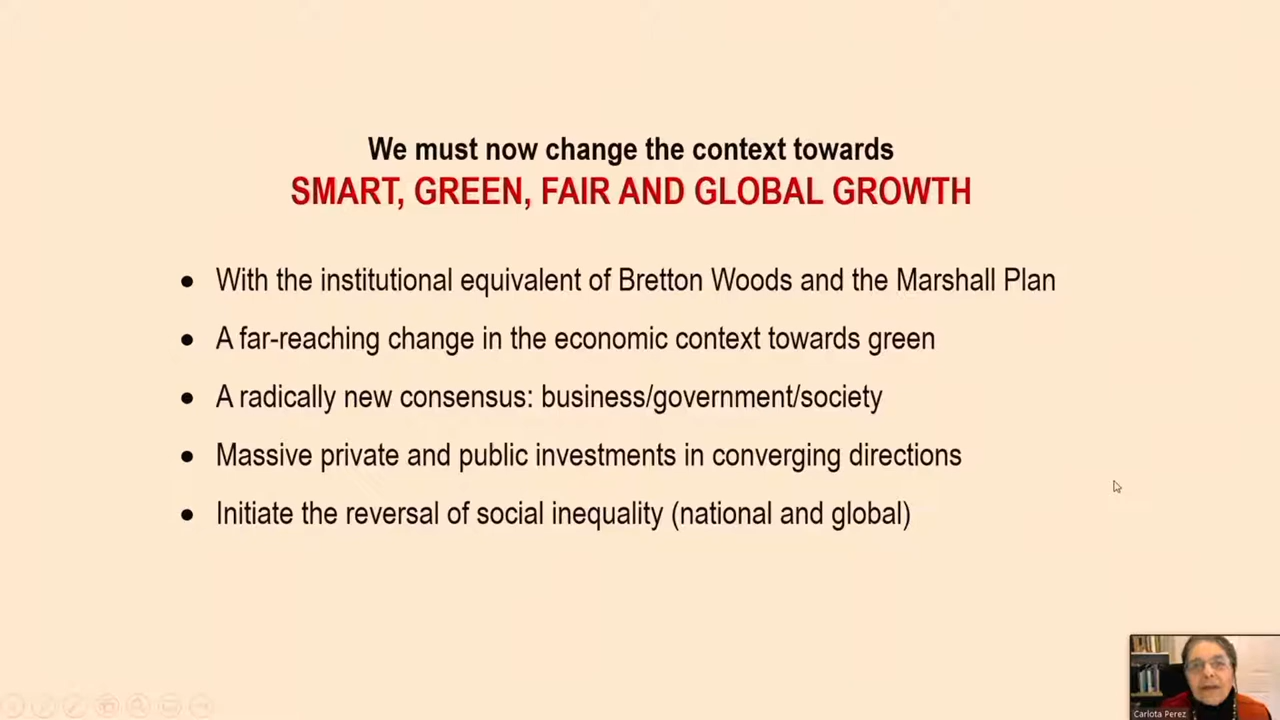 We must now change the context towards
SMART, GREEN, FAIR AND GLOBAL GROWTH
• With the institutional equivalent of Bretton Woods and the Marshall Plan
• A far-reaching change in the economic context towards green
• A radically new consensus: business/government/society
• Massive private and public investments in converging directions
• Initiate the reversal of social inequality (national and global)
Carlota Perez